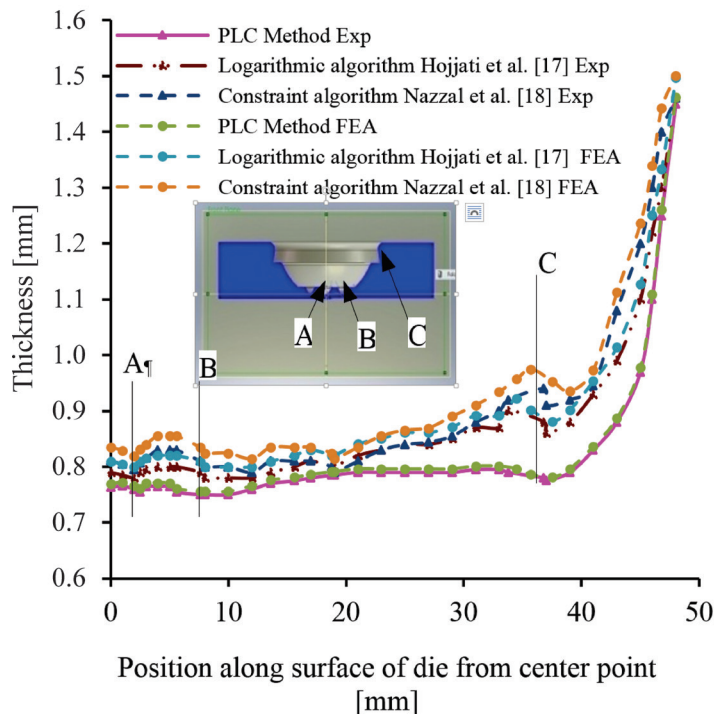 1.6
1.5
1.4
1.3
1.2
1.1
1.0
0.9
0.8
0.7
0.6
Thickness [mm]
PLC Method Exp
Logarithmic algorithm Hojjati et al. [17] Exp
Constraint algorithm Nazzal et al. [18] Exp
PLC Method FEA
Logarithmic algorithm Hojjati et al. [17] FEA
Constraint algorithm Nazzal et al. [18] FEA
A
B
C
A¶
B
C
0
10
20
30
40
50
Position along surface of die from center point
[mm]